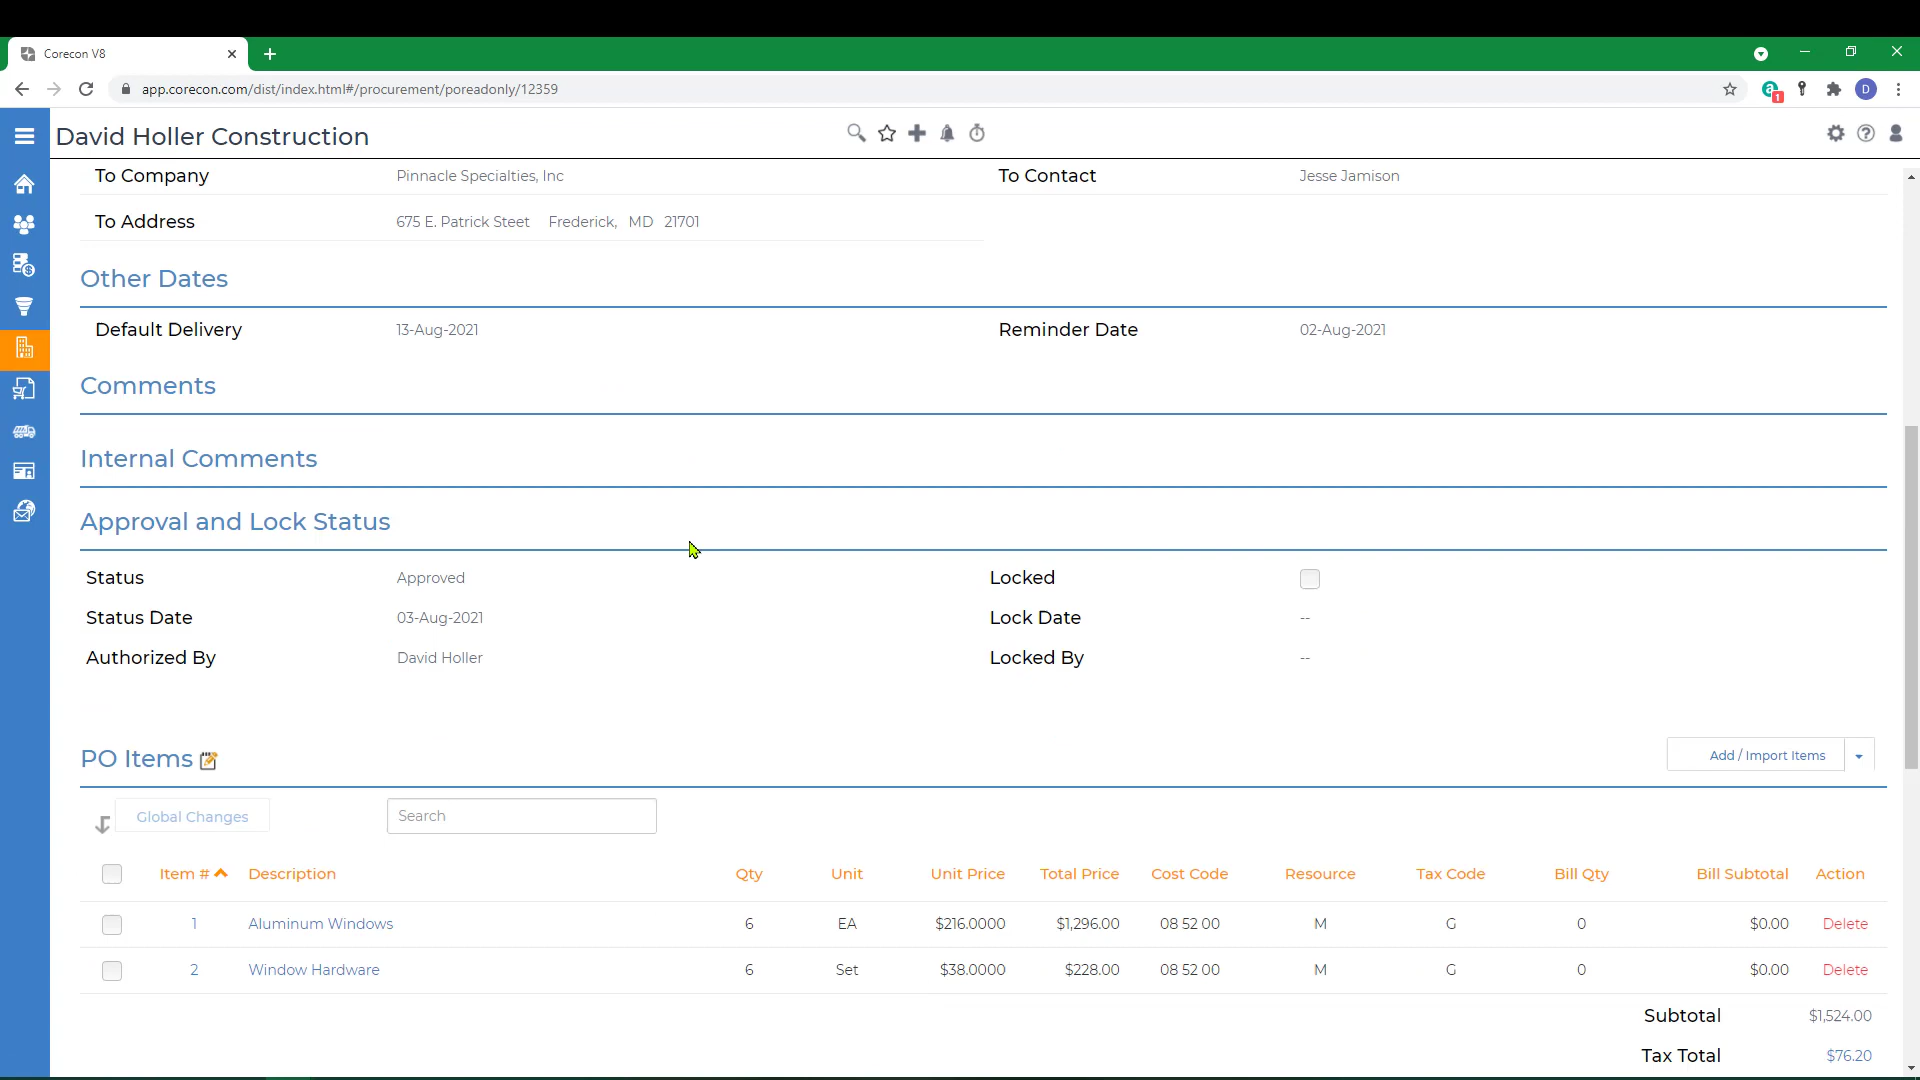 Corecon V8
app.corecon.com/dist/index.html#/procurement/poreadonly/12359
a 1
D
David Holler Construction
To Company Pinnacle Specialties, Inc To Contact Jesse Jamison
To Address 675 E. Patrick Steet Frederick, MD 21701
Other Dates
Default Delivery 13-Aug-2021 Reminder Date 02-Aug-2021
Comments
Internal Comments
Approval and Lock Status
Status Approved Locked
Status Date 03-Aug-2021 Lock Date --
Authorized By David Holler Locked By --
PO Items Add / Import Items
Global Changes Search
Item # Description Qty Unit Unit Price Total Price Cost Code Resource Tax Code Bill Qty Bill Subtotal Action
1 Aluminum Windows 6 EA $216.0000 $1,296.00 08 52 00 M G 0 $0.00 Delete
2 Window Hardware 6 Set $38.0000 $228.00 08 52 00 M G 0 $0.00 Delete
Subtotal $1,524.00
Tax Total $76.20